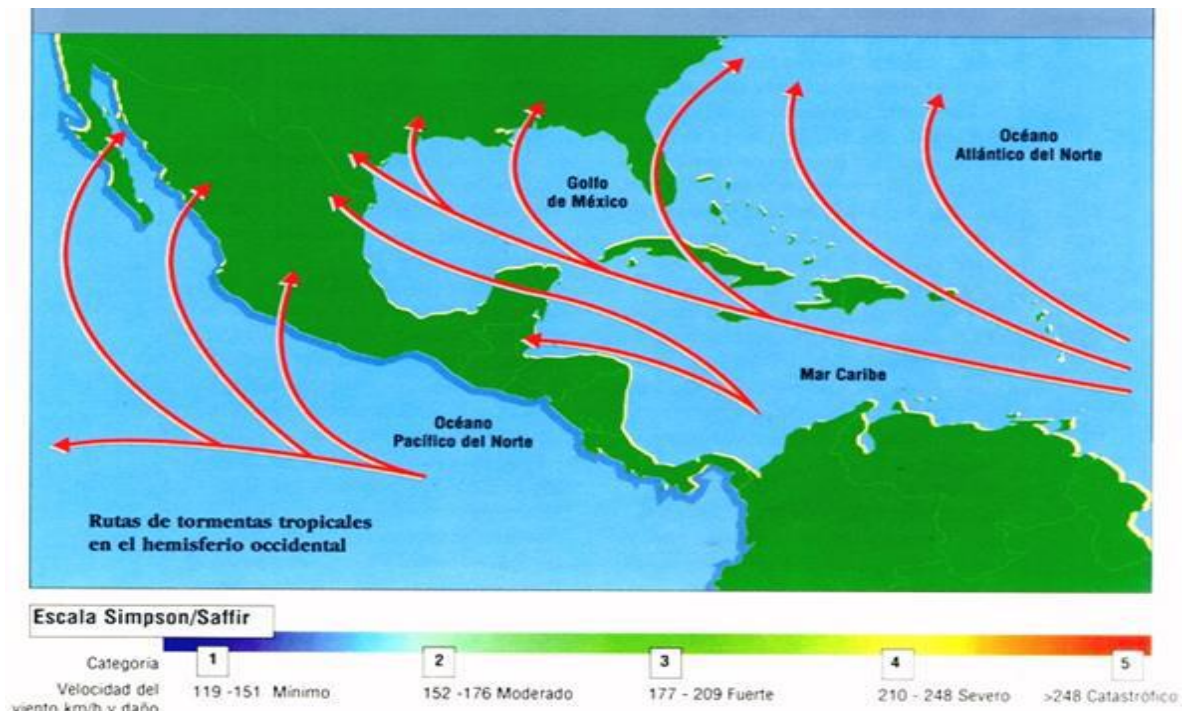 Océano
Atlántico del Norte
Golfo
de México
Mar Caribe
Océano
Pacífico del Norte
Rutas de tormentas tropicales
en el hemisferio occidental
Escala Simpson/Saffir
Categoria 1 2 3 4 5
Velocidad del 119 -151 Mínimo 152 -176 Moderado 177 - 209 Fuerte 210 - 248 Severo >248 Catastrófico
viento km/h y daño